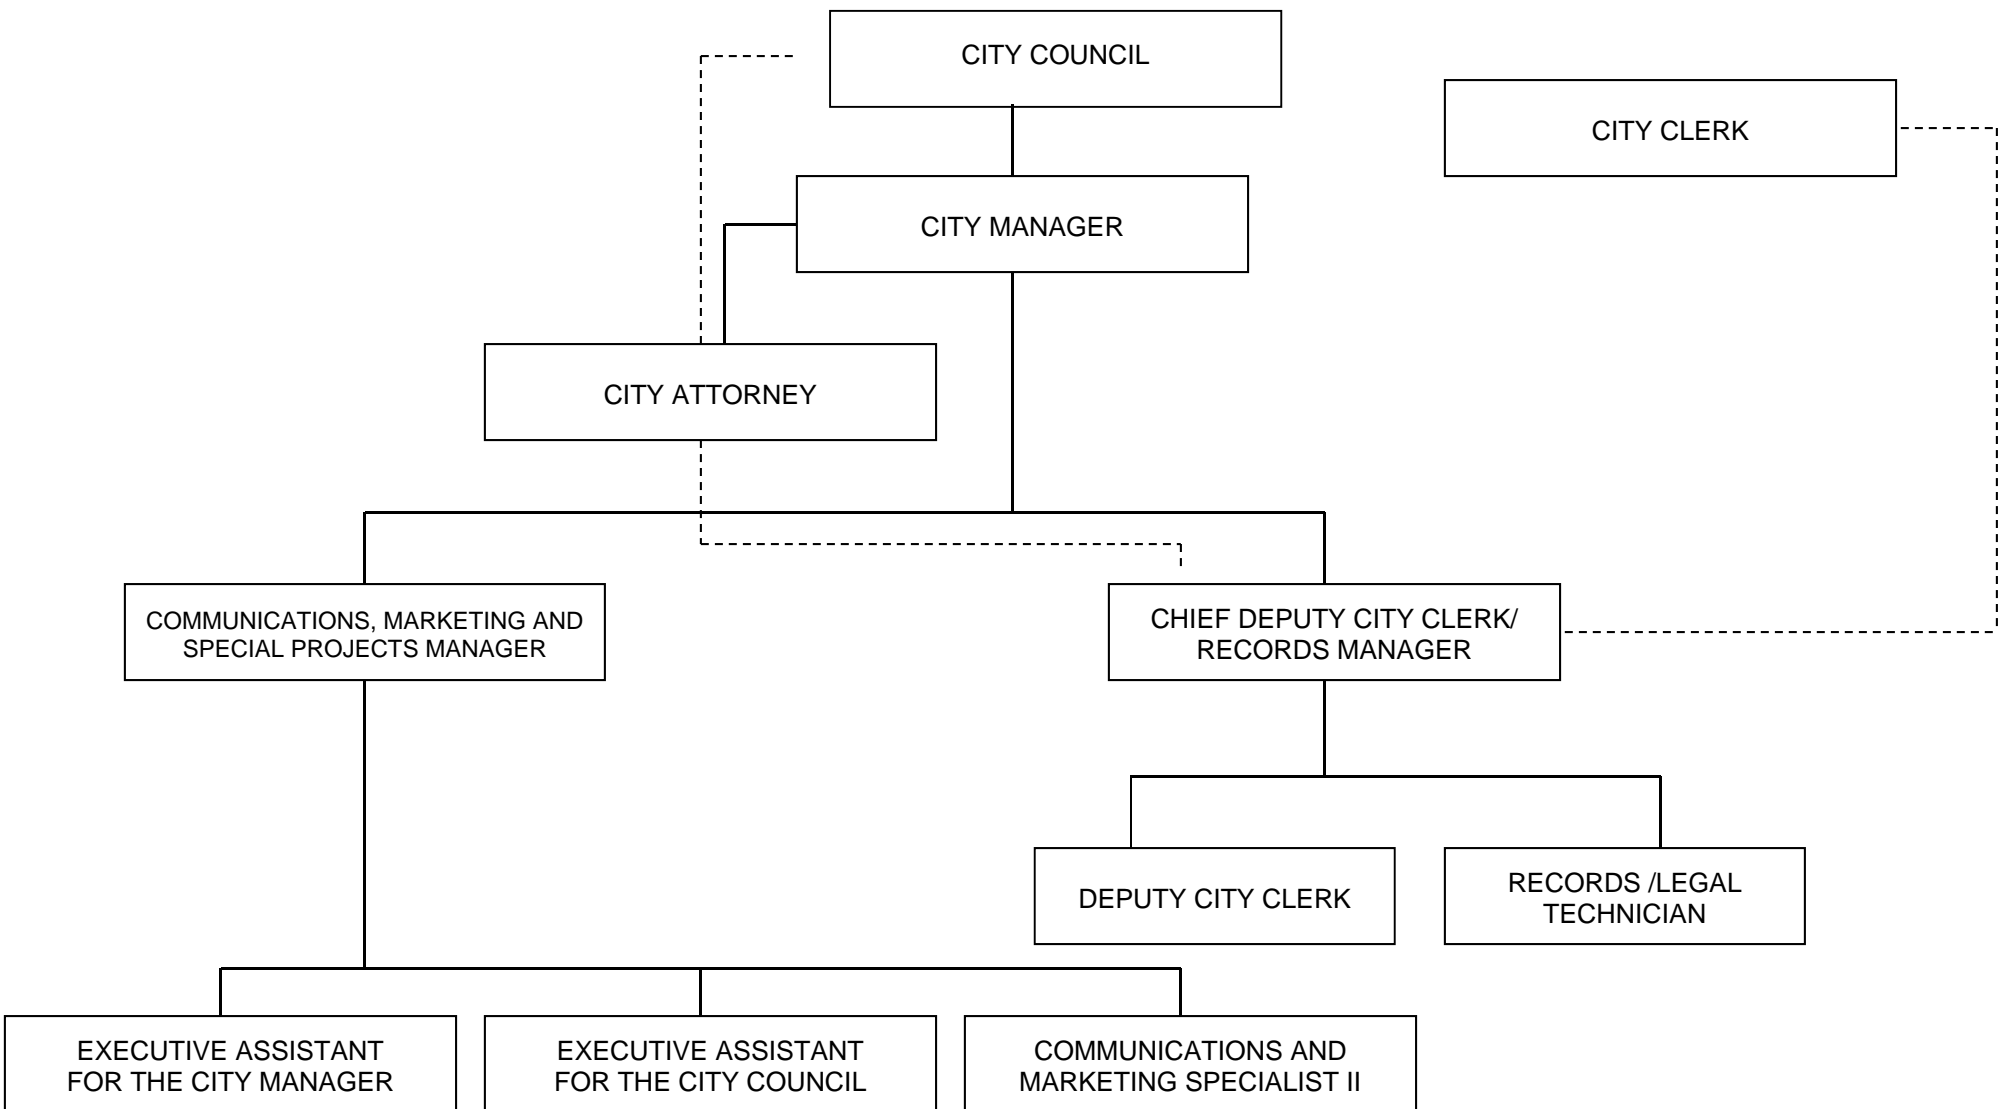 CITY COUNCIL
CITY CLERK
CITY MANAGER
CITY ATTORNEY
COMMUNICATIONS, MARKETING AND
SPECIAL PROJECTS MANAGER
CHIEF DEPUTY CITY CLERK/
RECORDS MANAGER
DEPUTY CITY CLERK
RECORDS /LEGAL
TECHNICIAN
EXECUTIVE ASSISTANT
FOR THE CITY MANAGER
EXECUTIVE ASSISTANT
FOR THE CITY COUNCIL
COMMUNICATIONS AND
MARKETING SPECIALIST II